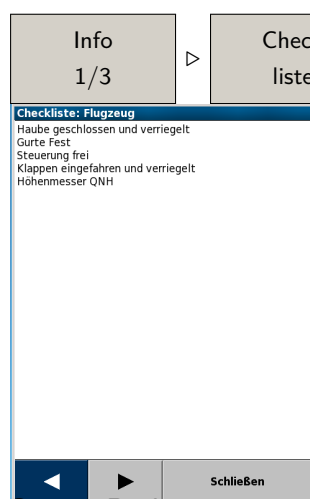 Info
1/3
▷
Chec
liste
Checkliste: Flugzeug
Haube geschlossen und verriegelt
Gurte Fest
Steuerung frei
Klappen eingefahren und verriegelt
Höhenmesser QNH
Schließen